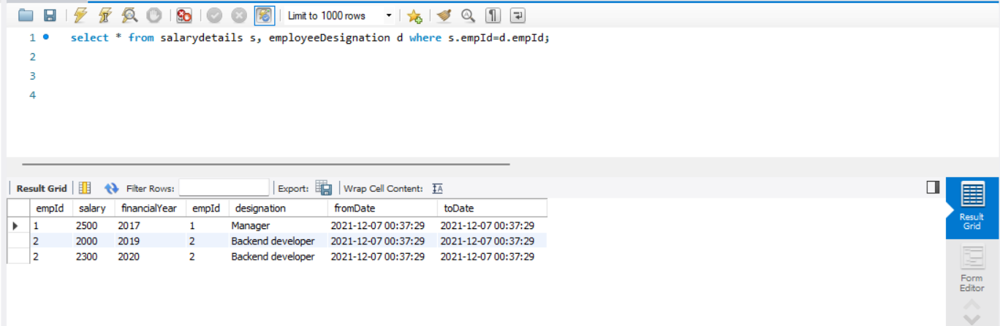 Limit to 1000 rows
1 select * from salarydetails s, employeeDesignation d where s.empId=d.empId;
2
3
4
Result Grid Filter Rows: Export: Wrap Cell Content: IA
empId salary financialYear empId designation fromDate toDate
1 2500 2017 1 Manager 2021-12-07 00:37:29 2021-12-07 00:37:29
2 2000 2019 2 Backend developer 2021-12-07 00:37:29 2021-12-07 00:37:29
2 2300 2020 2 Backend developer 2021-12-07 00:37:29 2021-12-07 00:37:29
Result
Grid
Form
Editor